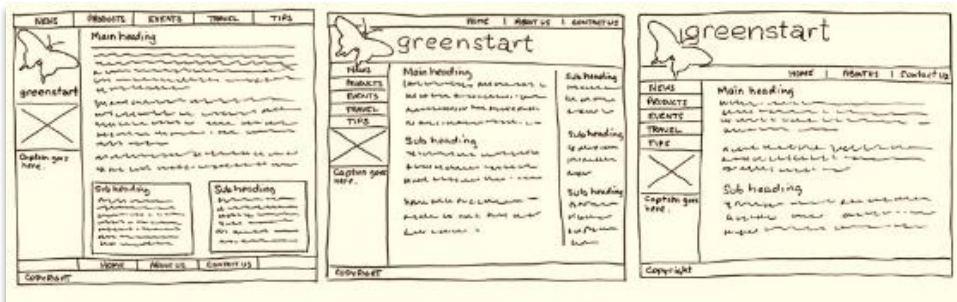 NEWS PRODUCTS EVENTS TRAVEL TIPS
Main heading
greenstart
Caption goes
here.
Sub heading
Sub heading
HOME ABOUT US CONTACT US
COPYRIGHT
HOME | ABOUT US | CONTACT US
greenstart
NEWS
PRODUCTS
EVENTS
TRAVEL
TIPS
Caption goes
here.
Main heading
Sub heading
Sub heading
Sub heading
Sub heading
COPYRIGHT
greenstart
HOME | ABOUT US | Contact us
NEWS
PRODUCTS
EVENTS
TRAVEL
TIPS
Caption goes
here.
Main heading
Sub heading
Copyright